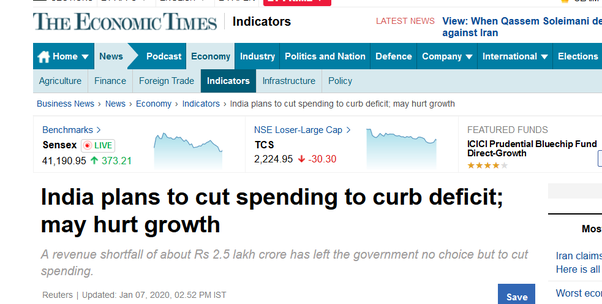 THE ECONOMIC TIMES Indicators
LATEST NEWS View: When Qassem Soleimani de
against Iran
Home News Podcast Economy Industry Politics and Nation Defence Company International Elections
Agriculture Finance Foreign Trade Indicators Infrastructure Policy
Business News › News › Economy › Indicators › India plans to cut spending to curb deficit; may hurt growth
Benchmarks >
Sensex LIVE
41,190.95 ↑ 373.21
NSE Loser-Large Cap >
TCS
2,224.95 ↓ -30.30
FEATURED FUNDS
ICICI Prudential Bluechip Fund
Direct-Growth
★★★★★
India plans to cut spending to curb deficit;
may hurt growth
A revenue shortfall of about Rs 2.5 lakh crore has left the government no choice but to cut
spending.
Reuters | Updated: Jan 07, 2020, 02.52 PM IST
Save
Mos
Iran claims
Here is all
Worst econ